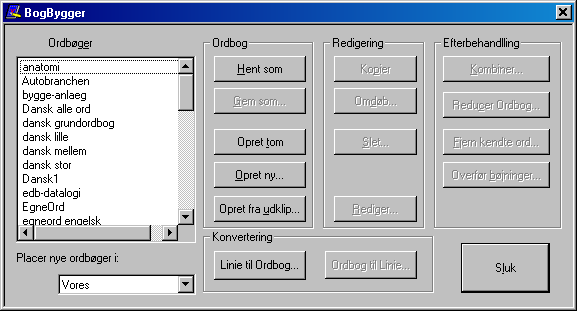 BogBygger
Ordbøger
anatomi
Autobranchen
bygge-anlaeg
Dansk alle ord
dansk grundordbog
dansk lille
dansk mellem
dansk stor
Dansk1
edb-datalogi
EgneOrd
egneord engelsk
Placer nye ordbøger i:
Vores
Ordbog
Hent som
Gem som...
Opret tom
Opret ny...
Opret fra udklip...
Redigering
Kopier
Omdøb...
Slet...
Rediger...
Efterbehandlling
Kombiner...
Reducer Ordbog...
Fjern kendte ord...
Overfør bøjninger...
Konvertering
Linie til Ordbog...
Ordbog til Linie...
Sluk